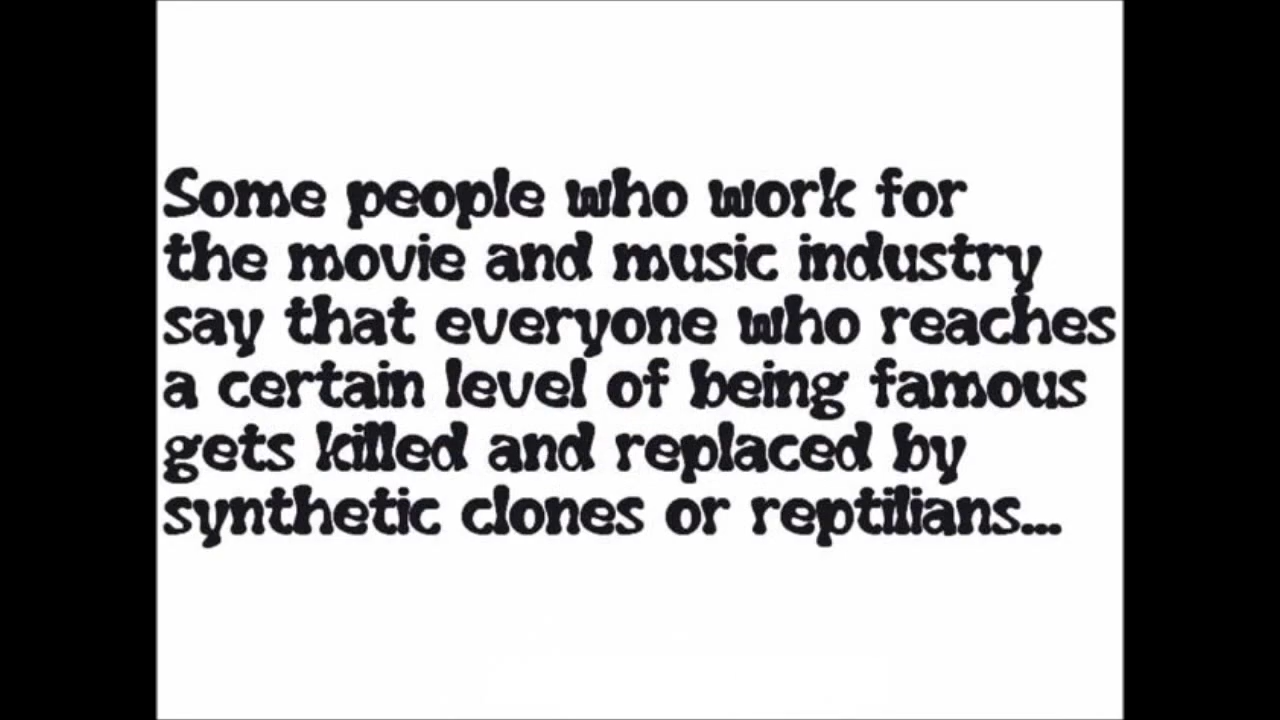 Some people who work for
the movie and music industry
say that everyone who reaches
a certain level of being famous
gets killed and replaced by
synthetic clones or reptilians...